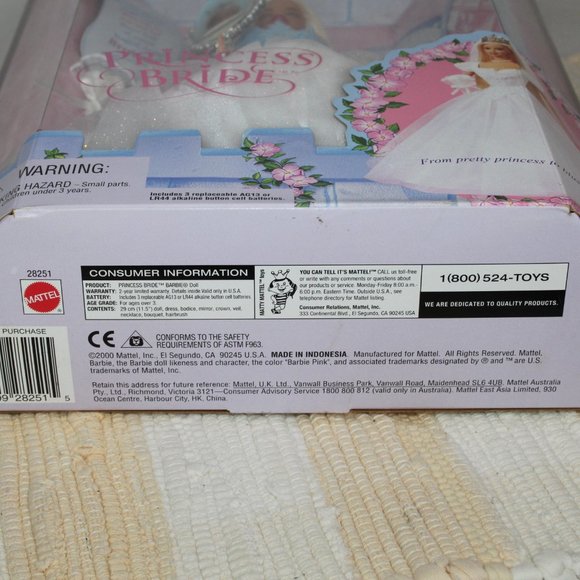 PRINCESS
BRIDE
From pretty princess to
WARNING:
KING HAZARD – Small parts.
children under 3 years.
Includes 3 replaceable AG13 or
LR44 alkaline button cell batteries.
28251
MATTEL
PURCHASE
28251 5
CONSUMER INFORMATION
PRODUCT: PRINCESS BRIDE™ BARBIE® Doll
WARRANTY: 2-year limited warranty. Details inside Valid only in U.S.A.
BATTERY: Includes 3 replaceable AG13 or LR44 alkaline button cell batteries.
AGE GRADE: For ages over 3
CONTENTS: 29 cm (11.5") doll, dress, bodice, mirror, crown, veil,
necklace, bouquet, hairbrush
MATTY MATTEL™ says
YOU CAN TELL IT'S MATTEL!™ CALL us toll-free
or write with any comments or questions about
our products or service. Monday-Friday 8:00 a.m.-
6:00 p.m. Eastern Time. Outside U.S.A., see
telephone directory for Mattel listing.
Consumer Relations, Mattel, Inc.
333 Continental Blvd., El Segundo, CA 90245 U.S.A.
1(800) 524-TOYS
WE ARE DEDICATED TO QUALITY PRODUCTS.
CE CONFORMS TO THE SAFETY
REQUIREMENTS OF ASTM F963.
©2000 Mattel, Inc., El Segundo, CA 90245 U.S.A. MADE IN INDONESIA. Manufactured for Mattel. All Rights Reserved. Mattel,
Barbie, the Barbie doll likeness and character, the color "Barbie Pink", and associated trademarks designated by ® and ™ are U.S.
trademarks of Mattel, Inc.
Retain this address for future reference: Mattel, U.K. Ltd., Vanwall Business Park, Vanwall Road, Maidenhead SL6 4UB. Mattel Australia
Pty., Ltd., Richmond, Victoria 3121—Consumer Advisory Service 1800 800 812 (valid only in Australia). Mattel East Asia Limited, 930
Ocean Centre, Harbour City, HK, China.